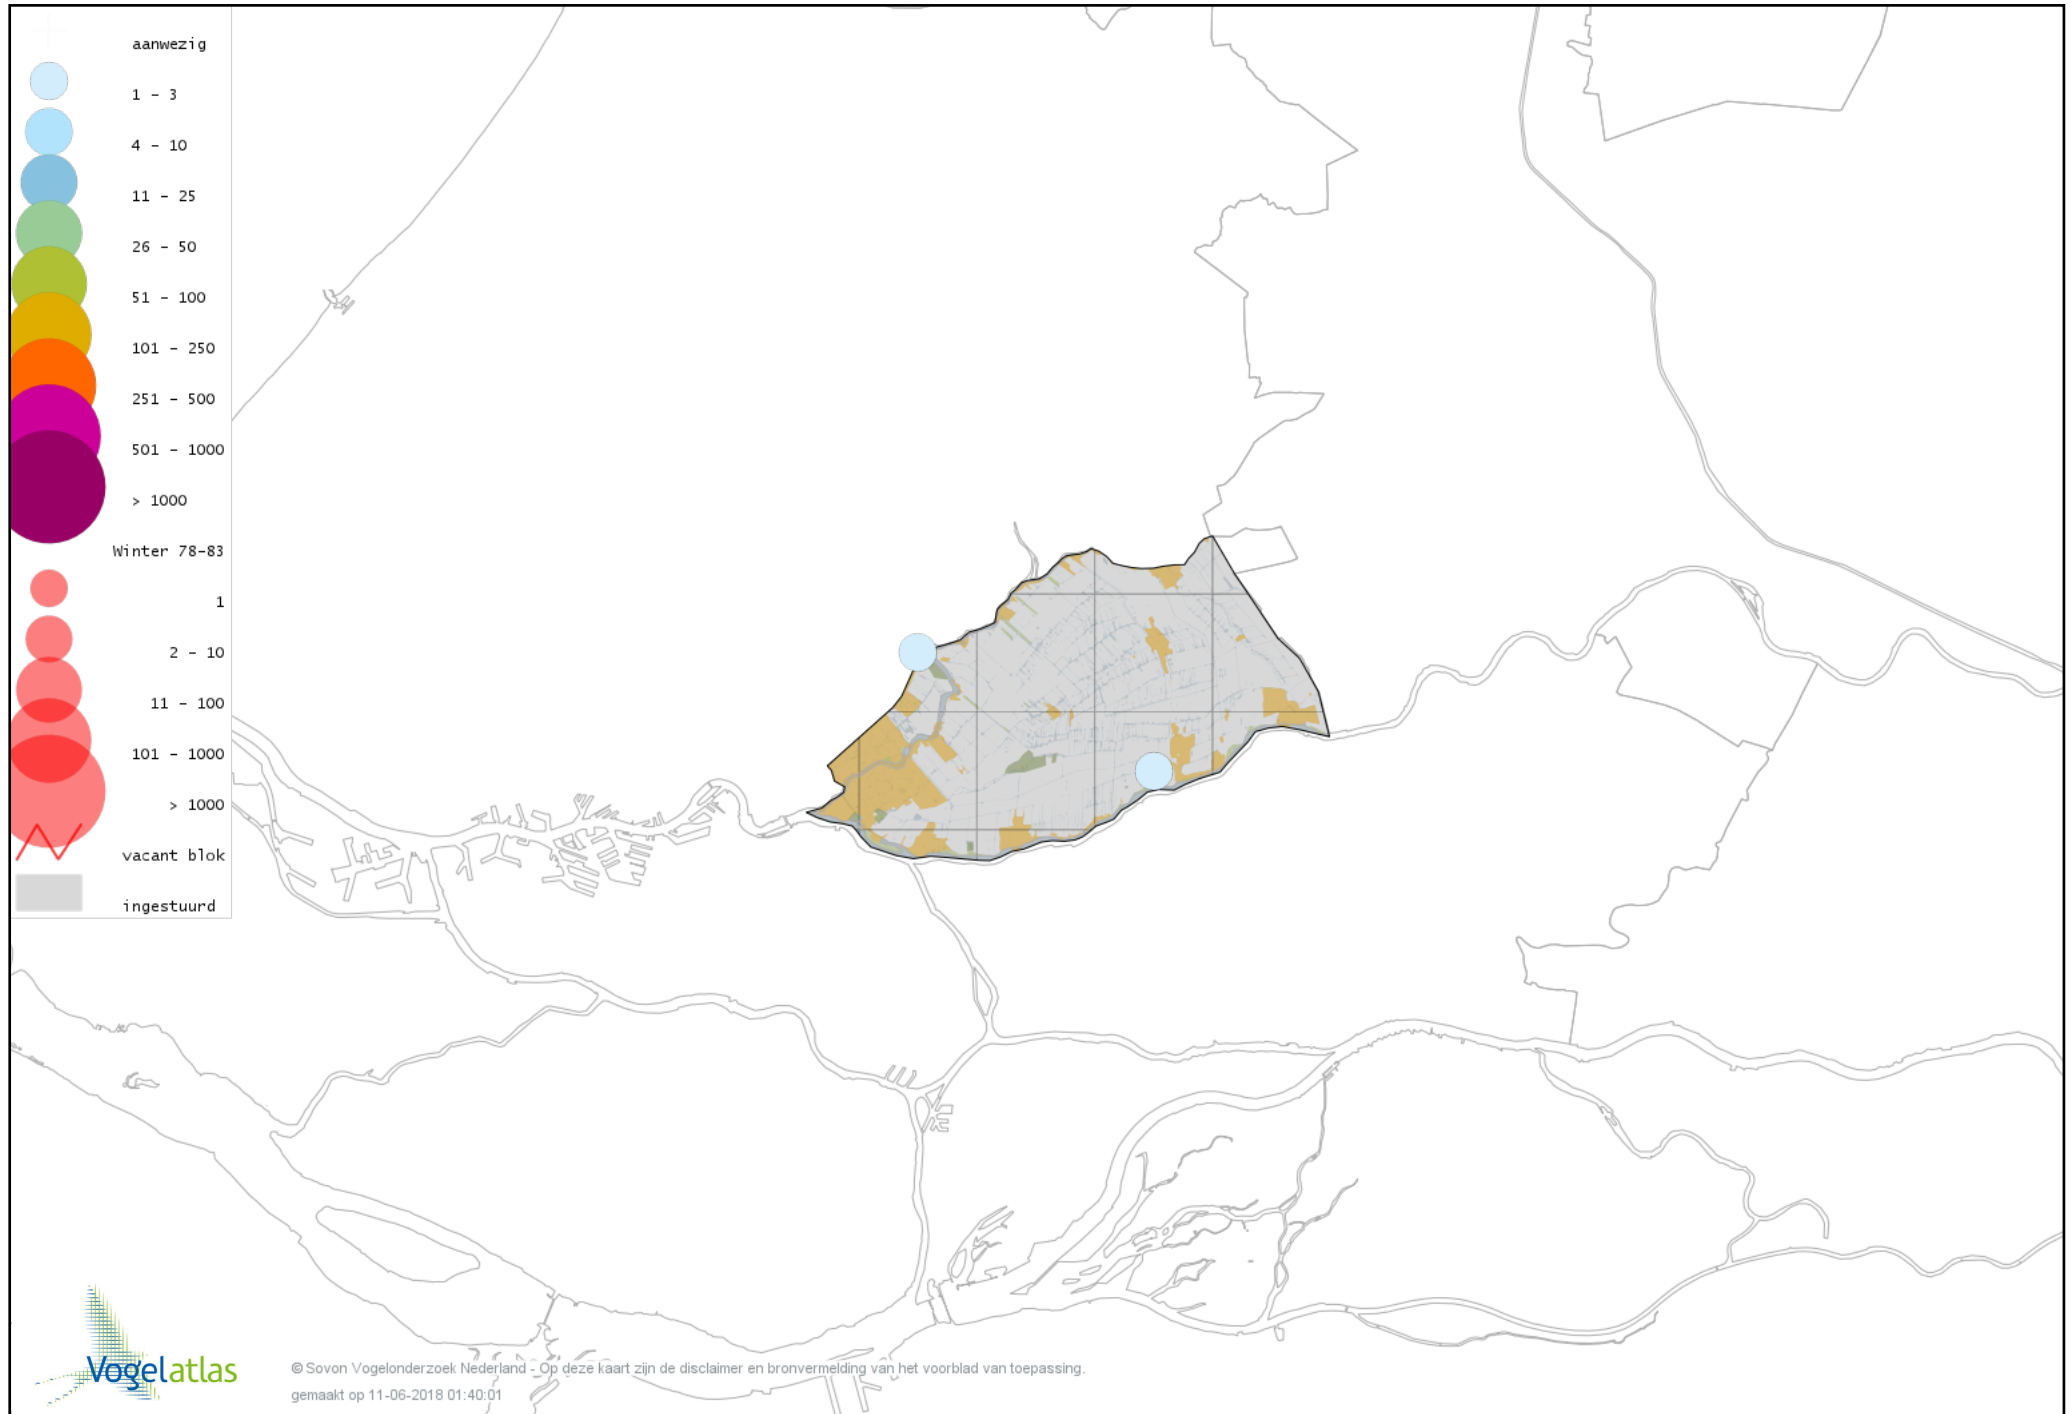 aanwezig
1 – 3
4 – 10
11 – 25
26 – 50
51 – 100
101 – 250
251 – 500
501 – 1000
> 1000
Winter 78–83
1
2 – 10
11 – 100
101 – 1000
> 1000
vacant blok
ingestuurd
Vogelatlas
© Sovon Vogelonderzoek Nederland - Op deze kaart zijn de disclaimer en bronvermelding van het voorblad van toepassing.
gemaakt op 11-06-2018 01:40:01